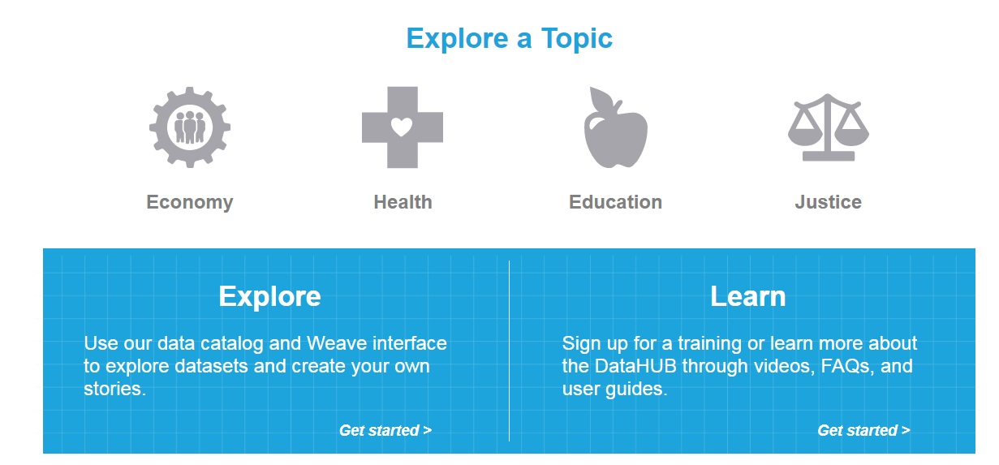 Explore a Topic
Economy
Health
Education
Justice
Explore
Use our data catalog and Weave interface
to explore datasets and create your own
stories.
Get started >
Learn
Sign up for a training or learn more about
the DataHUB through videos, FAQs, and
user guides.
Get started >